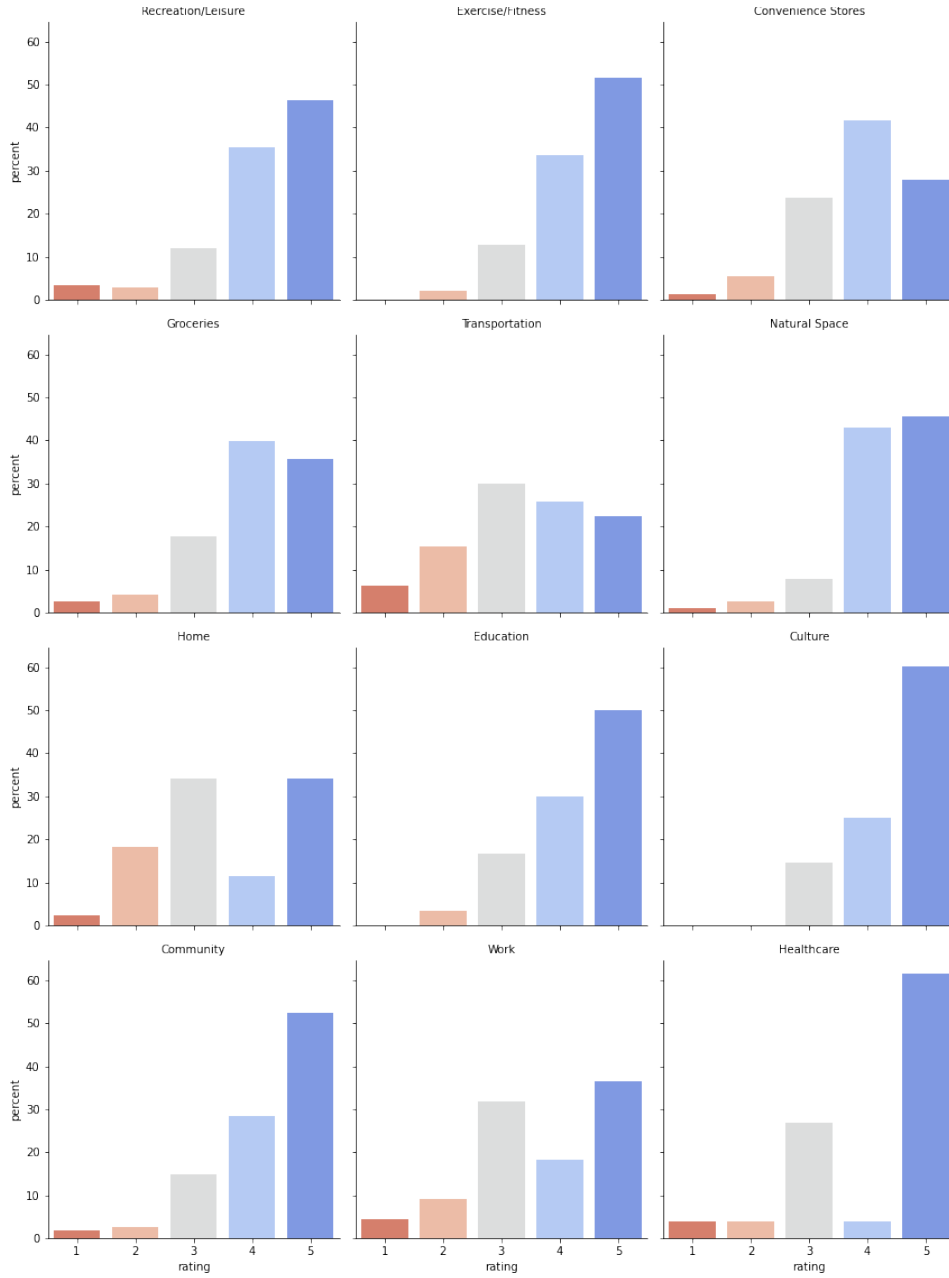 Recreation/Leisure Exercise/Fitness Convenience Stores
60
50
40
30
20
10
0
percent
Groceries Transportation Natural Space
60
50
40
30
20
10
0
percent
Home Education Culture
60
50
40
30
20
10
0
percent
Community Work Healthcare
60
50
40
30
20
10
0
percent
1 2 3 4 5 1 2 3 4 5 1 2 3 4 5
rating rating rating